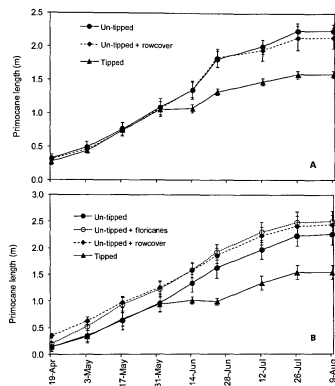 2.5
2.0
1.5
1.0
0.5
0.0
Primocane length (m)
Un-tipped
Un-tipped + rowcover
Tipped
A
3.0
2.5
2.0
1.5
1.0
0.5
0.0
Primocane length (m)
Un-tipped
Un-tipped + floricanes
Un-tipped + rowcover
Tipped
B
19-Apr
3-May
17-May
31-May
14-Jun
28-Jun
12-Jul
26-Jul